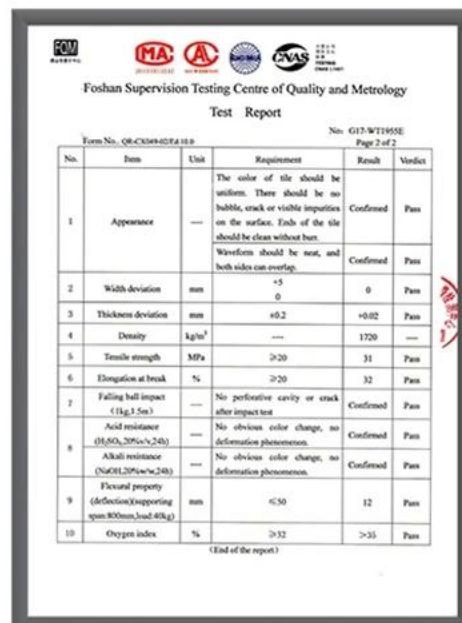 FQM
MA
CAL
ilac-MRA
CNAS
TESTING
Foshan Supervision Testing Centre of Quality and Metrology
Test Report
No: G17-WT1955E
Form No.. QR-CX049-02/Ed 10.0
Page 2 of 2
No. Item Unit Requirement Result Verdict
The color of tile should be
uniform. There should be no
bubble, crack or visible impurities
on the surface. Ends of the tile
should be clean without burr.
1 Appearance —— Confirmed Pass
Waveform should be neat, and
both sides can overlap.
Confirmed Pass
2 Width deviation mm +5 0 0 Pass
3 Thickness deviation mm ±0.2 +0.02 Pass
4 Density kg/m³ —— 1720 ——
5 Tensile strength MPa ≥20 31 Pass
6 Elongation at break % ≥20 32 Pass
7 Falling ball impact (1kg,1.5m) —— No perforative cavity or crack after impact test Confirmed Pass
8 Acid resistance (H₂SO₄,20%v/v,24h) —— No obvious color change, no deformation phenomenon. Confirmed Pass
Alkali resistance (NaOH,20%w/w,24h) —— No obvious color change, no deformation phenomenon. Confirmed Pass
9 Flexural property (deflection)(supporting span:800mm,load:40kg) mm ≤50 12 Pass
10 Oxygen index % ≥32 >35 Pass
(End of the report)